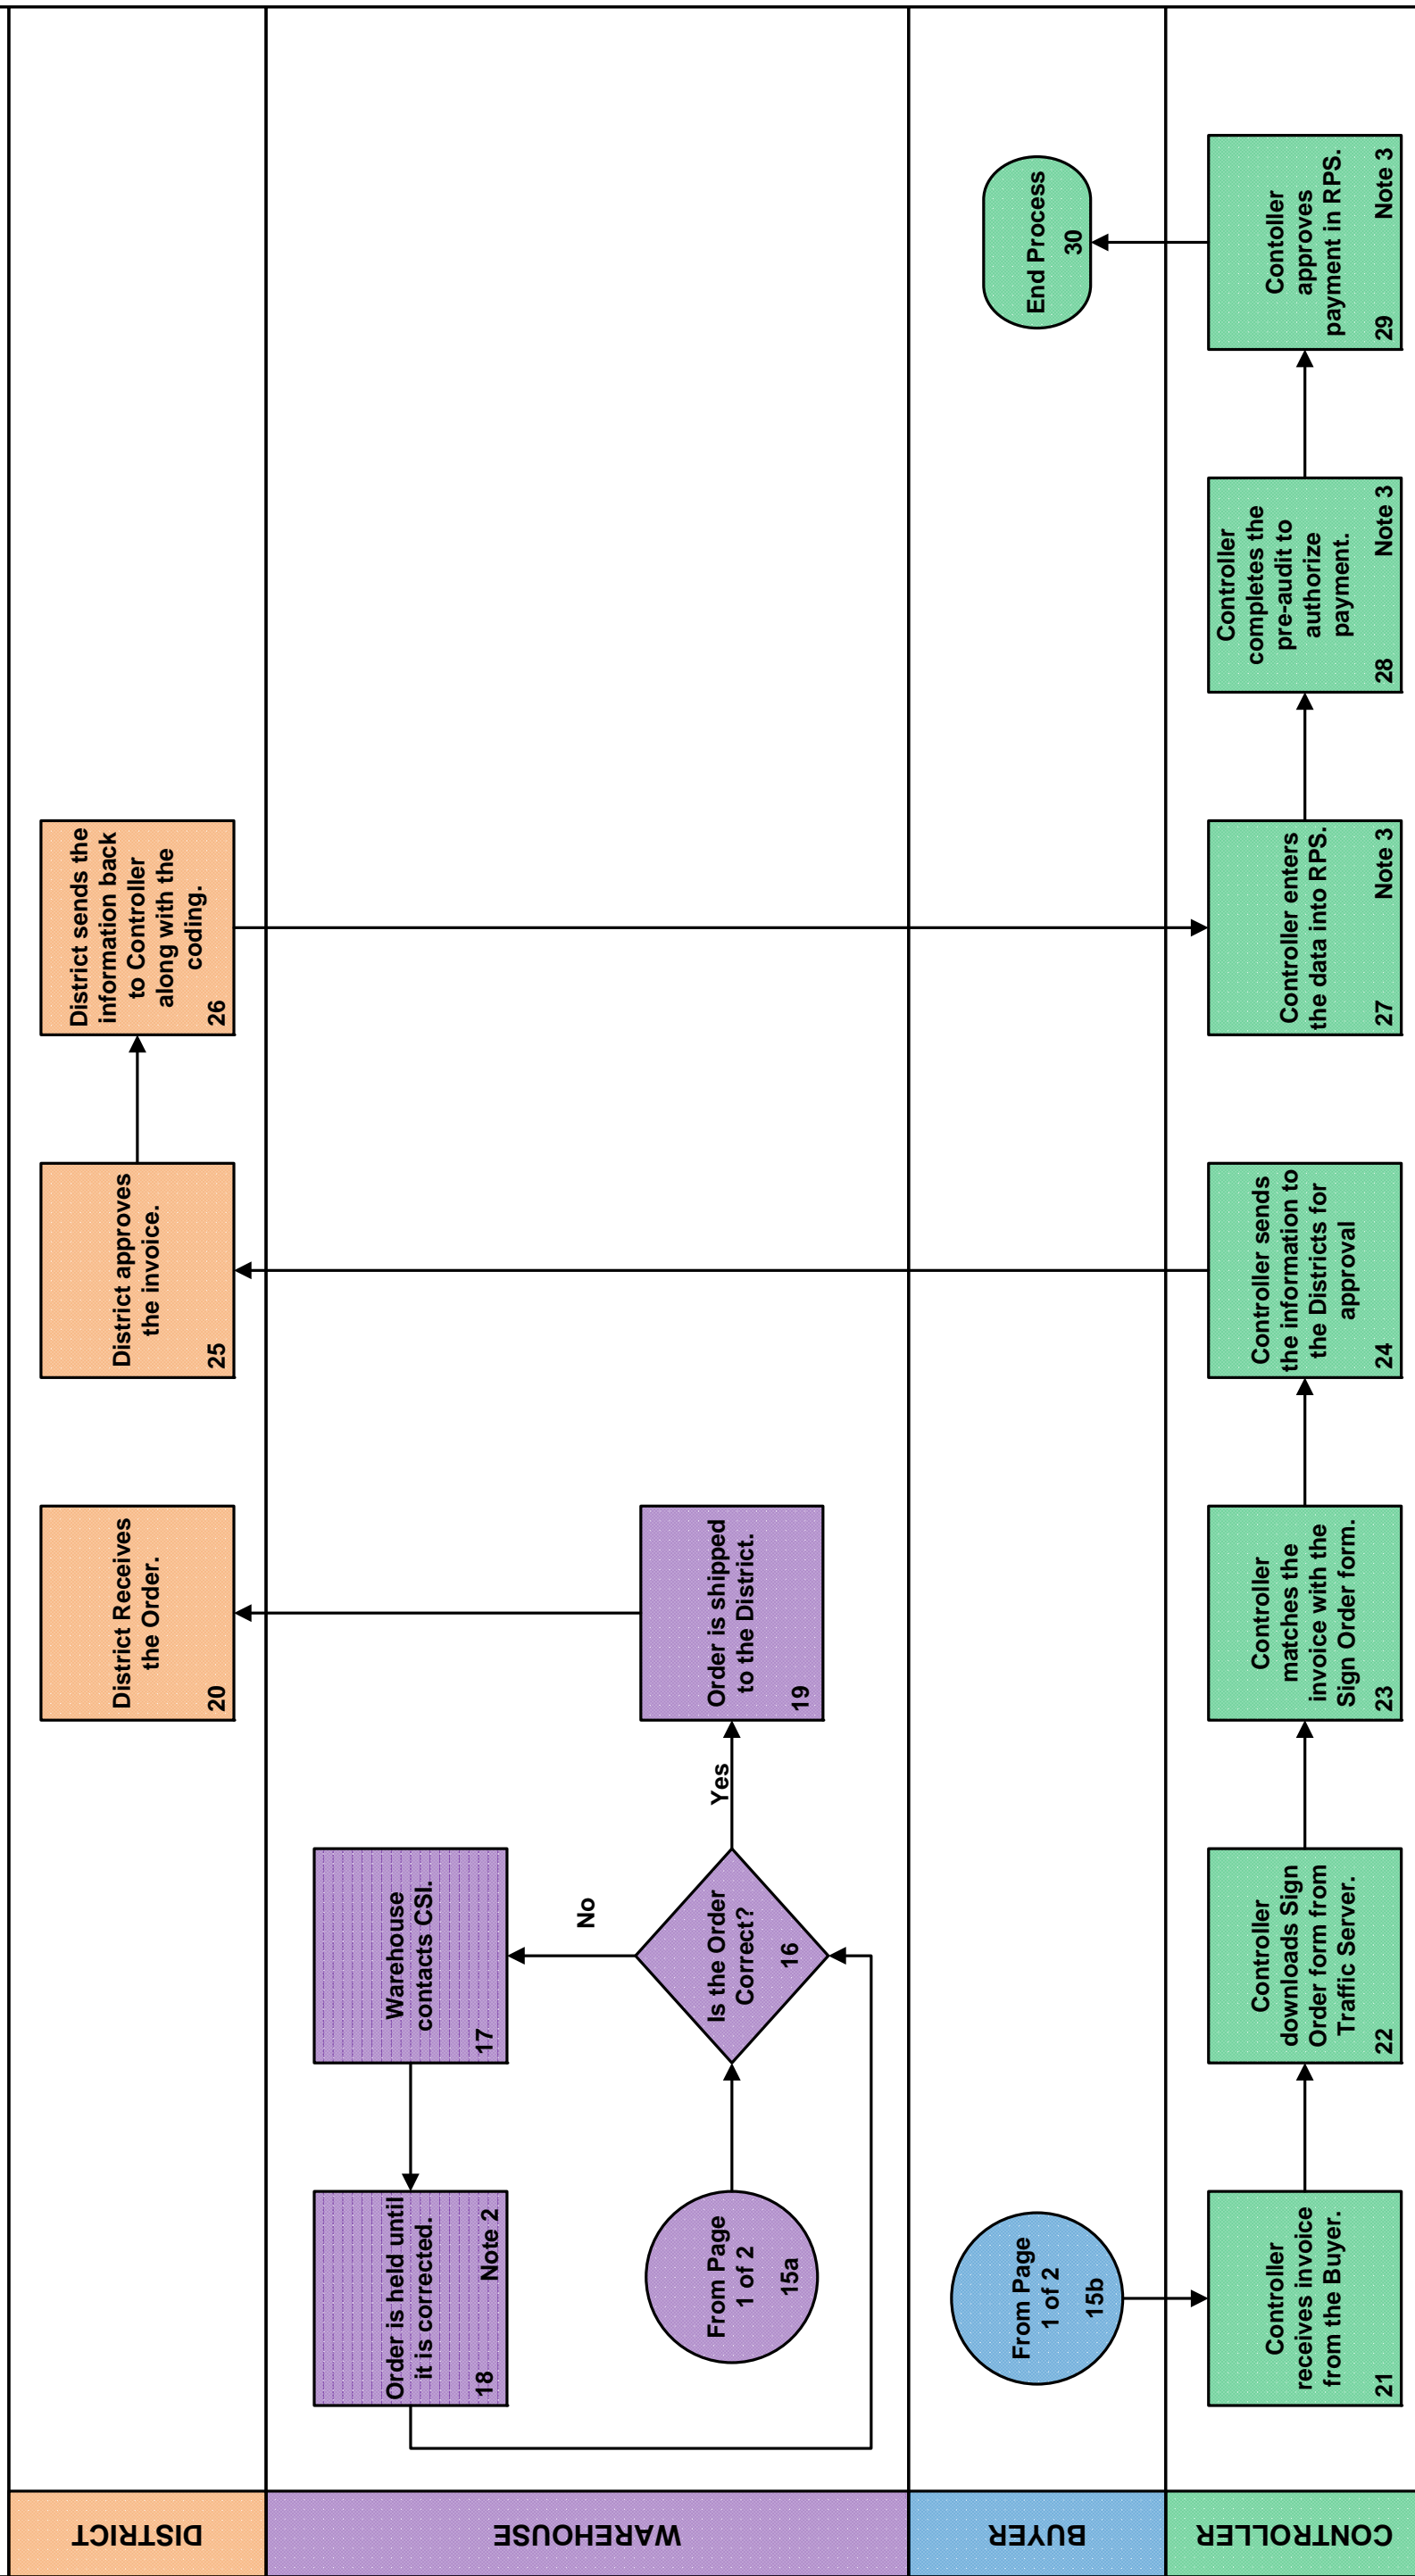 DISTRICT
District Receives
the Order.
20
District approves
the invoice.
25
District sends the
information back
to Controller
along with the
coding.
26
WAREHOUSE
Order is held until
it is corrected.
18
Note 2
Warehouse
contacts CSI.
17
No
From Page
1 of 2
15a
Is the Order
Correct?
16
Yes
Order is shipped
to the District.
19
BUYER
From Page
1 of 2
15b
End Process
30
CONTROLLER
Controller
receives invoice
from the Buyer.
21
Controller
downloads Sign
Order form from
Traffic Server.
22
Controller
matches the
invoice with the
Sign Order form.
23
Controller sends
the information to
the Districts for
approval
24
Controller enters
the data into RPS.
27
Note 3
Controller
completes the
pre-audit to
authorize
payment.
28
Note 3
Contoller
approves
payment in RPS.
29
Note 3